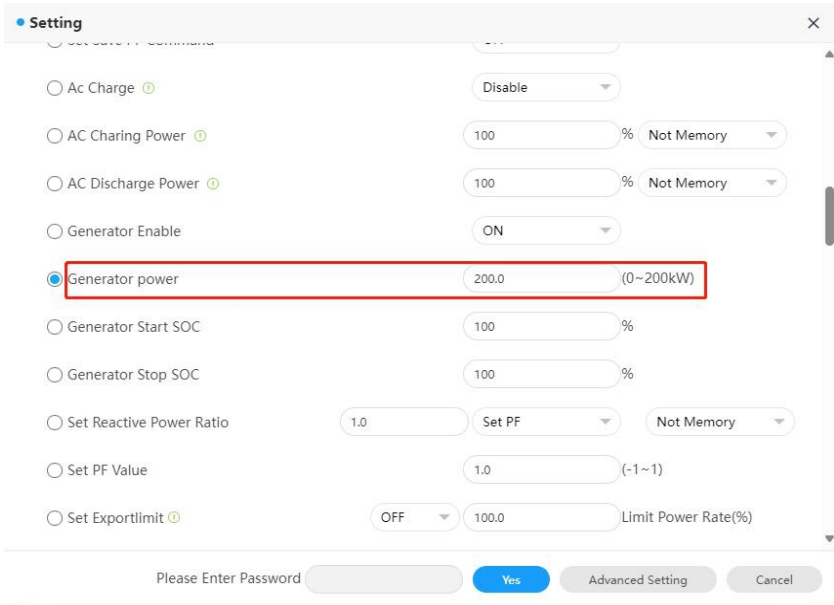 Setting
Ac Charge Disable
AC Charing Power 100 % Not Memory
AC Discharge Power 100 % Not Memory
Generator Enable ON
Generator power 200.0 (0~200kW)
Generator Start SOC 100 %
Generator Stop SOC 100 %
Set Reactive Power Ratio 1.0 Set PF Not Memory
Set PF Value 1.0 (-1~1)
Set Exportlimit OFF 100.0 Limit Power Rate(%)
Please Enter Password Yes Advanced Setting Cancel